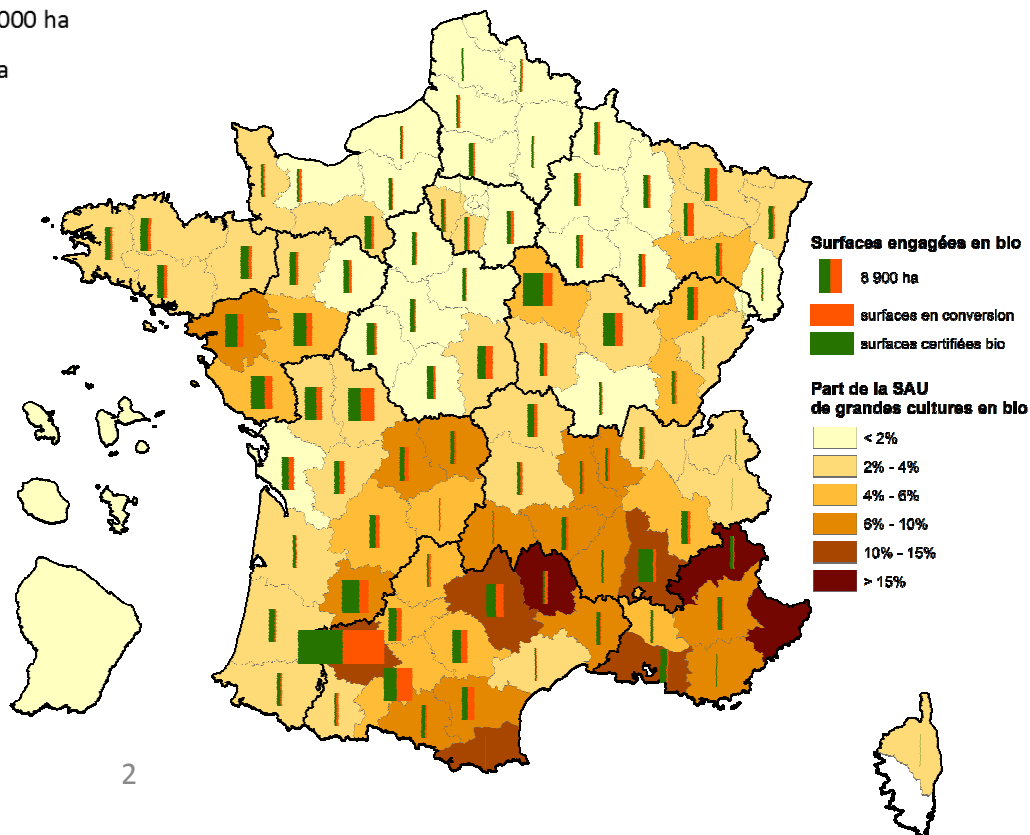 000 ha
a
Surfaces engagées en bio
8 900 ha
surfaces en conversion
surfaces certifiées bio
Part de la SAU
de grandes cultures en bio
< 2%
2% - 4%
4% - 6%
6% - 10%
10% - 15%
> 15%
2